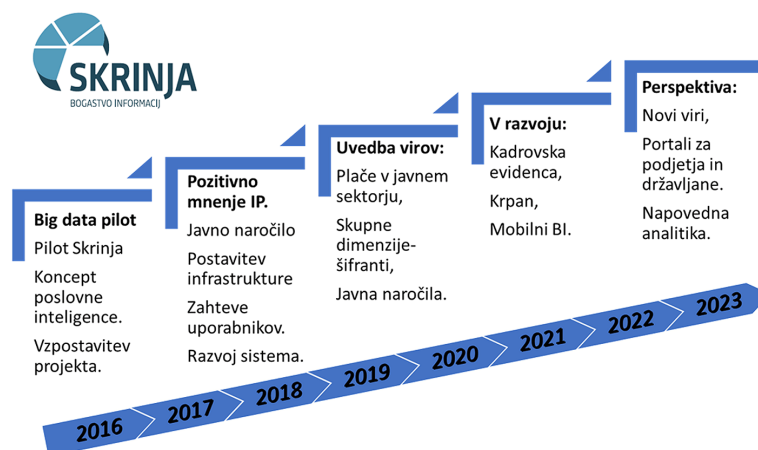 SKRINJA
BOGASTVO INFORMACIJ
Big data pilot
Pilot Skrinja
Koncept
poslovne
inteligence.
Vzpostavitev
projekta.
Pozitivno
mnenje IP.
Javno naročilo
Postavitev
infrastrukture
Zahteve
uporabnikov.
Razvoj sistema.
Uvedba virov:
Plače v javnem
sektorju,
Skupne
dimenzije-
šifranti,
Javna naročila.
V razvoju:
Kadrovska
evidenca,
Krpan,
Mobilni BI.
Perspektiva:
Novi viri,
Portali za
podjetja in
državljane.
Napovedna
analitika.
2016
2017
2018
2019
2020
2021
2022
2023